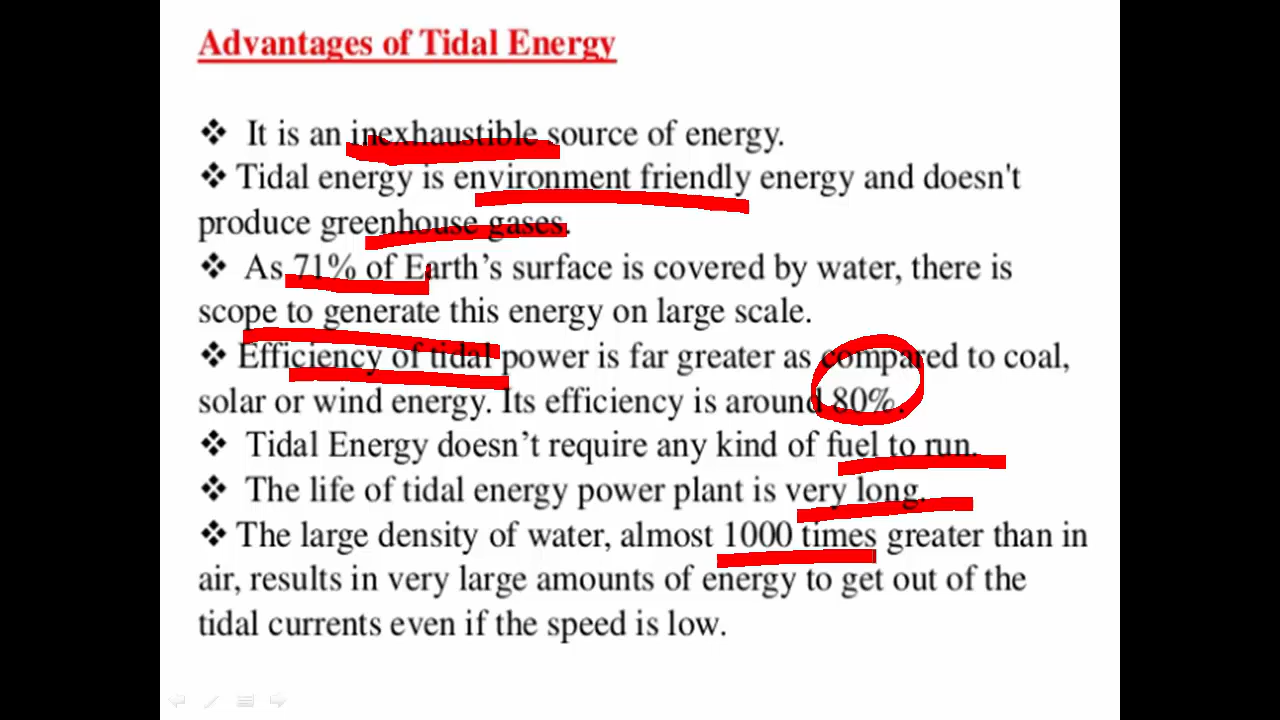 Advantages of Tidal Energy
❖ It is an inexhaustible source of energy.
❖ Tidal energy is environment friendly energy and doesn't
produce greenhouse gases.
❖ As 71% of Earth’s surface is covered by water, there is
scope to generate this energy on large scale.
❖ Efficiency of tidal power is far greater as compared to coal,
solar or wind energy. Its efficiency is around 80%.
❖ Tidal Energy doesn’t require any kind of fuel to run.
❖ The life of tidal energy power plant is very long.
❖ The large density of water, almost 1000 times greater than in
air, results in very large amounts of energy to get out of the
tidal currents even if the speed is low.